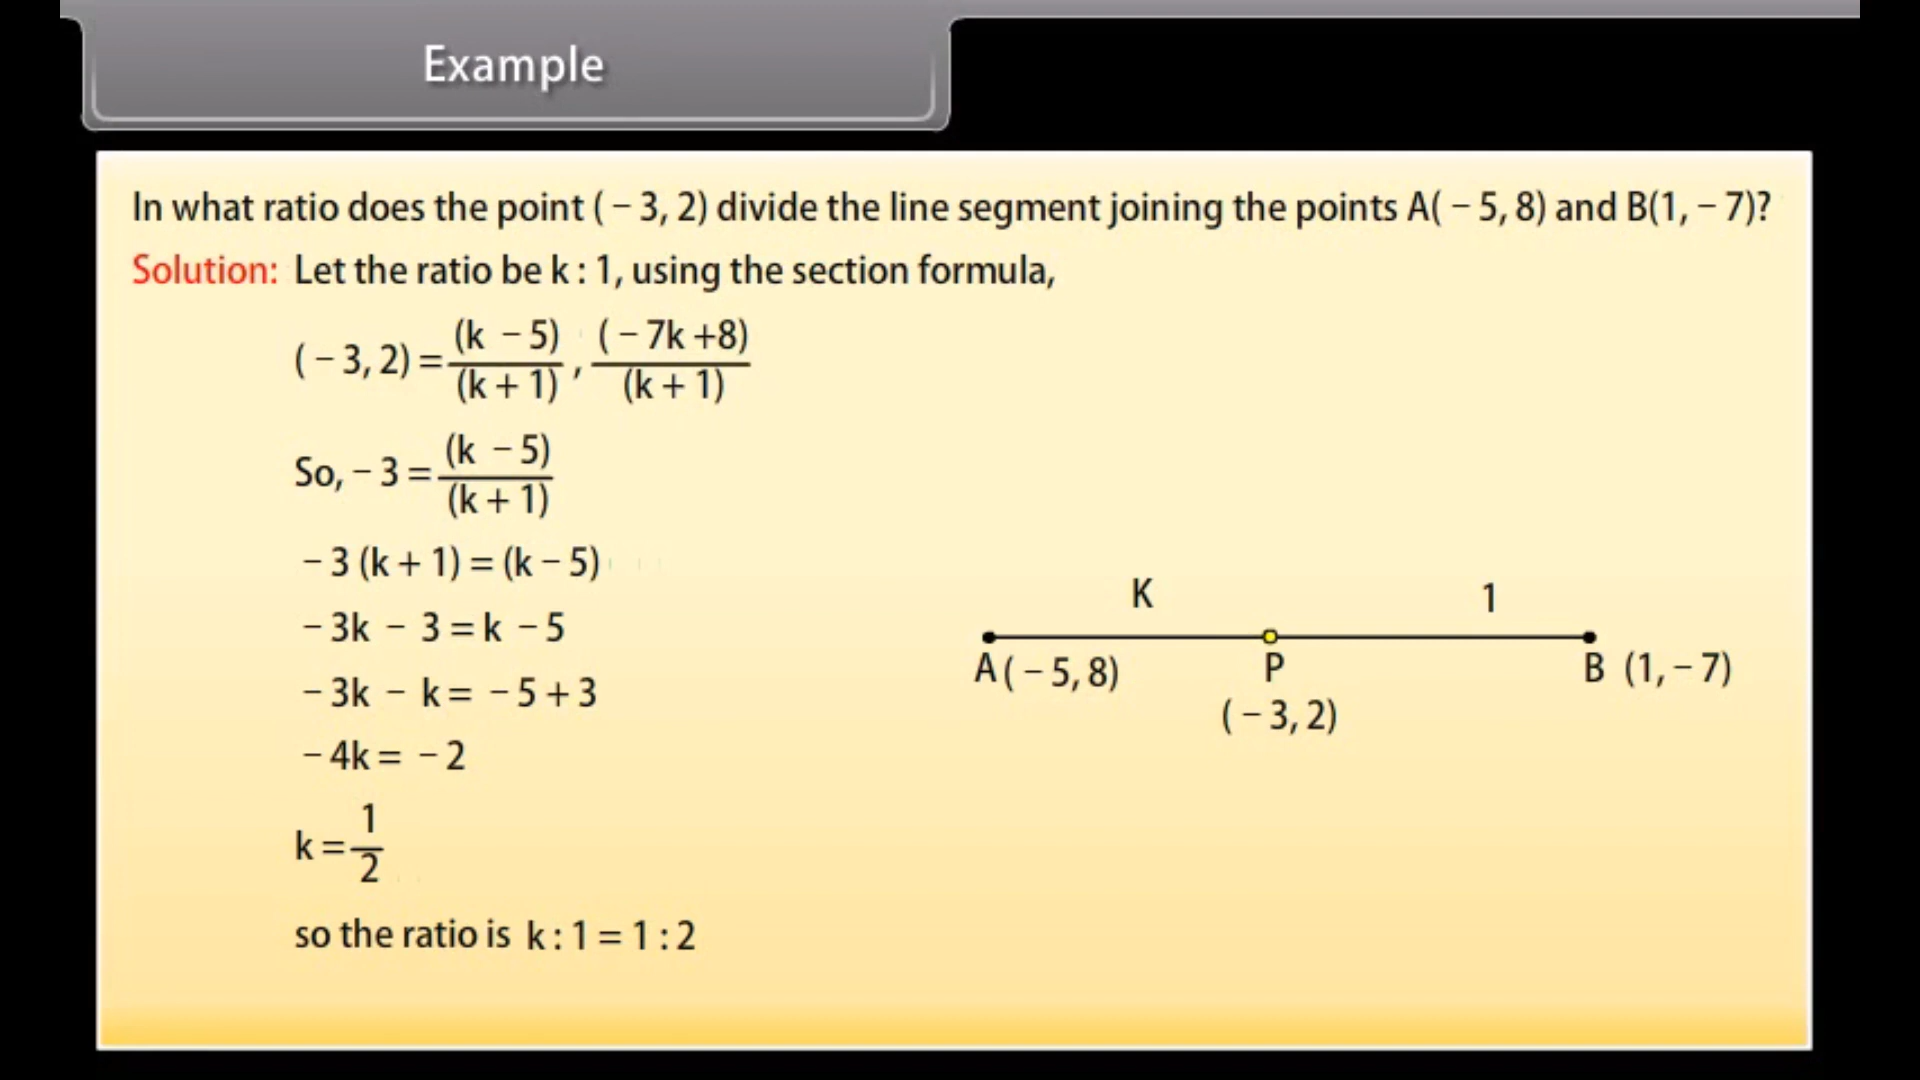 Example
In what ratio does the point ( – 3, 2) divide the line segment joining the points A( – 5, 8) and B(1, – 7)?
Solution: Let the ratio be k : 1, using the section formula,
( – 3, 2) = (k – 5)/(k + 1) , ( – 7k +8)/(k + 1)
So, – 3 = (k – 5)/(k + 1)
– 3 (k + 1) = (k – 5)
– 3k – 3 = k – 5
– 3k – k = – 5 + 3
– 4k = – 2
k = 1/2
so the ratio is k : 1 = 1 : 2
K 1
A ( – 5, 8) P B (1, – 7)
( – 3, 2)